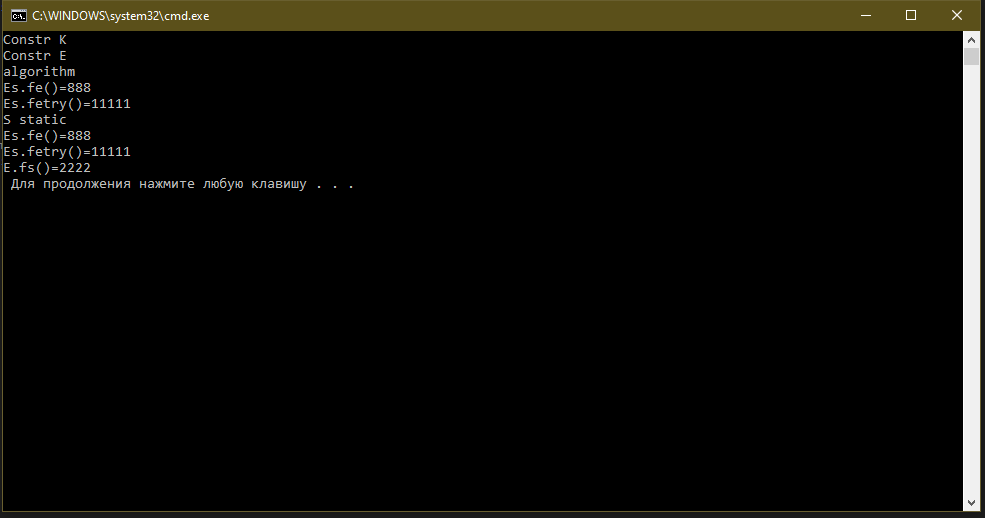 C:\WINDOWS\system32\cmd.exe
Constr K
Constr E
algorithm
Es.fe()=888
Es.fetry()=11111
S static
Es.fe()=888
Es.fetry()=11111
E.fs()=2222
Для продолжения нажмите любую клавишу . . .